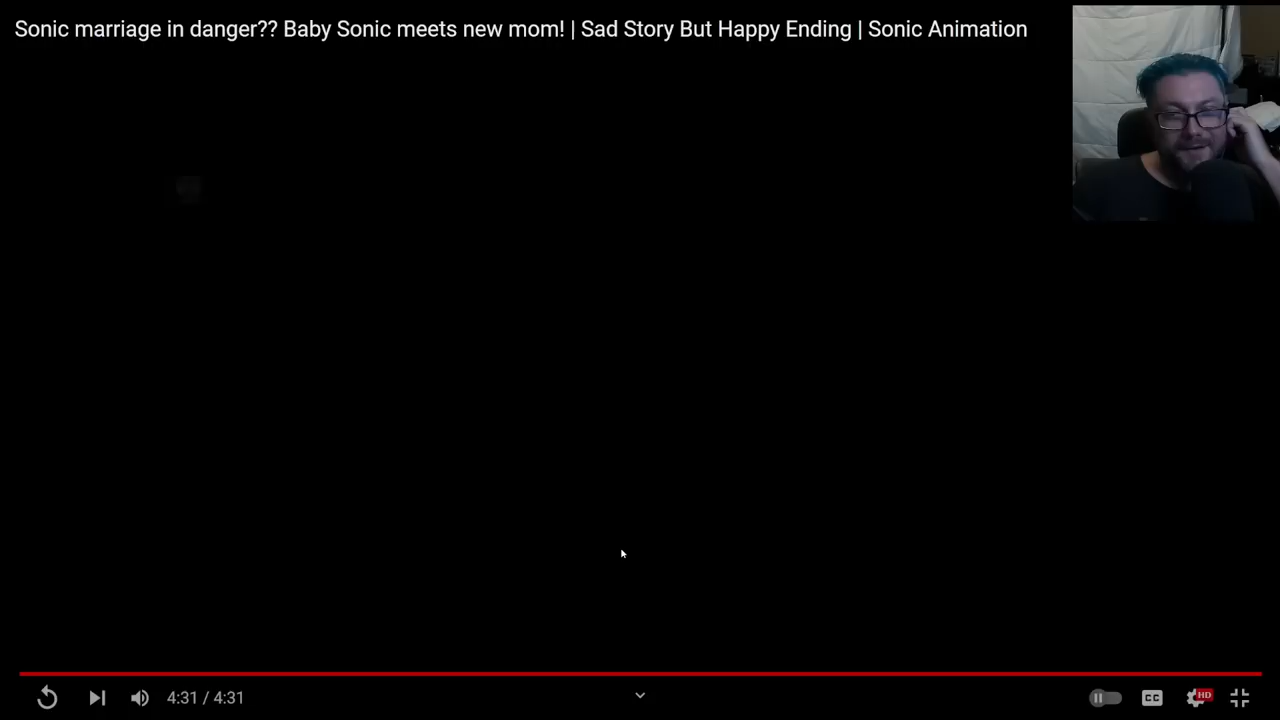 Sonic marriage in danger?? Baby Sonic meets new mom! | Sad Story But Happy Ending | Sonic Animation
4:31 / 4:31
CC
HD